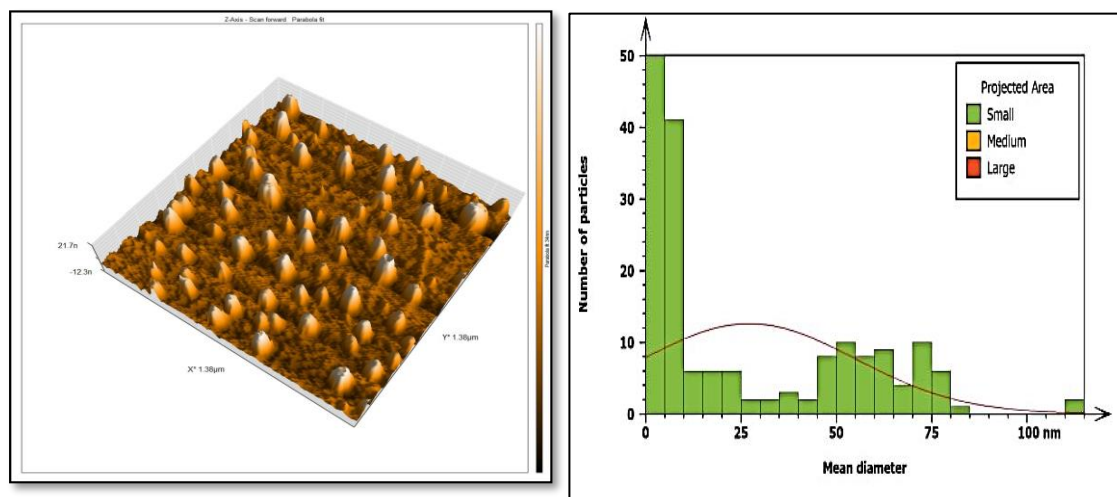 Z-Axis - Scan forward Parabola fit
21.7n
-12.3n
X* 1.38µm
Y* 1.38µm
50
40
30
20
10
0
Number of particles
Projected Area
Small
Medium
Large
0 25 50 75 100 nm
Mean diameter